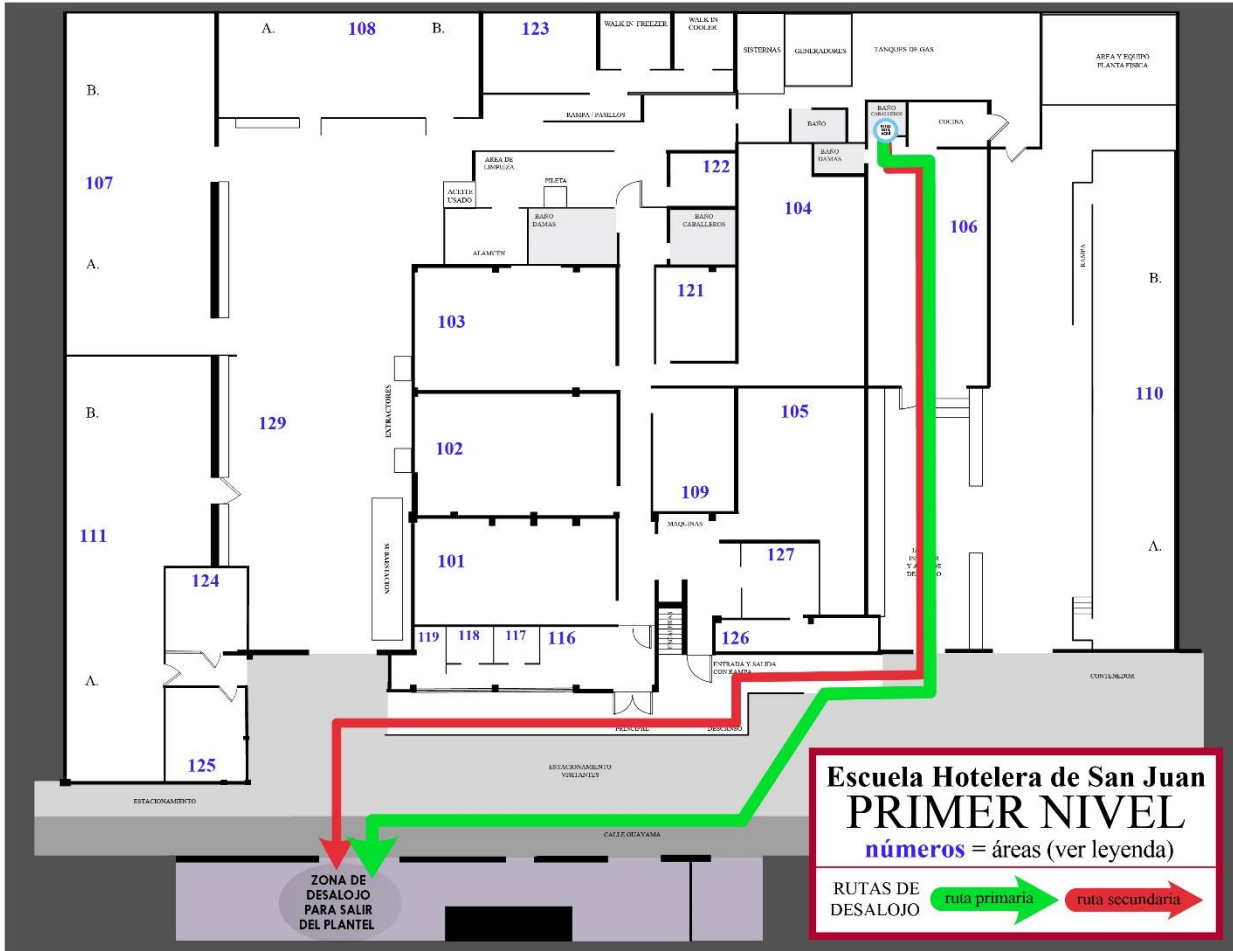 A.
108
B.
123
WALK IN FREEZER
WALK IN
COOLER
SISTERNAS
GENERADORES
TANQUES DE GAS
AREA Y EQUIPO
PLANTA FISICA
B.
RAMPA / PASILLOS
BAÑO
BAÑO
CABALLEROS
COCINA
BAÑO
DAMAS
AREA DE
LIMPIEZA
PILETA
122
107
ACEITE
USADO
BAÑO
DAMAS
BAÑO
CABALLEROS
104
106
RAMPA
ALAMCEN
A.
B.
121
103
EXTRACTORES
B.
129
105
110
102
109
111
MAQUINAS
101
SUBAESTACION
127
A.
124
119
118
117
116
ESCALERAS
126
A.
ENTRADA Y SALIDA
CON RAMPA
CONTENEDOR
PRINCIPAL
DESCANSO
125
ESTACIONAMIENTO
VISITANTES
ESTACIONAMIENTO
CALLE GUAYAMA
ZONA DE
DESALOJO
PARA SALIR
DEL PLANTEL
Escuela Hotelera de San Juan
PRIMER NIVEL
números = áreas (ver leyenda)
RUTAS DE
DESALOJO
ruta primaria
ruta secundaria